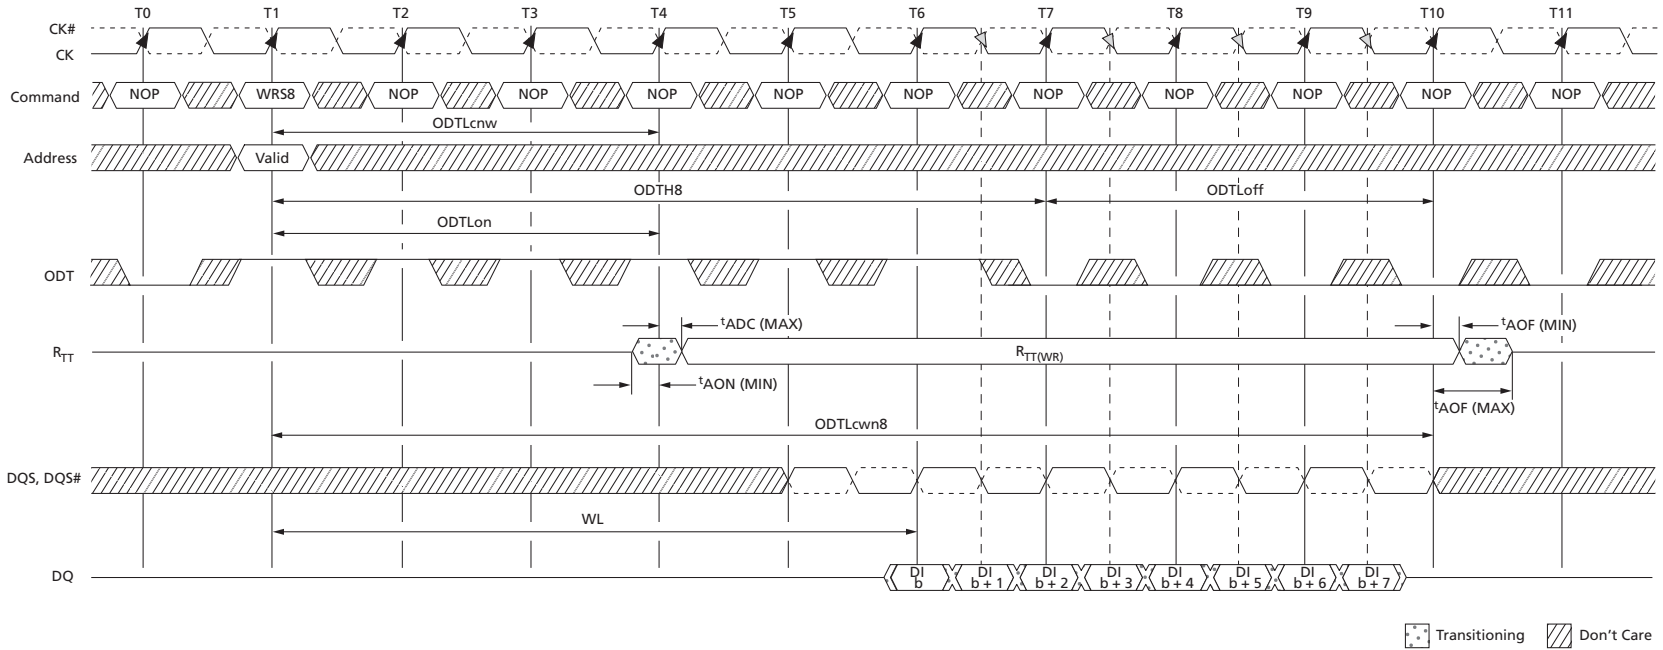 T0 T1 T2 T3 T4 T5 T6 T7 T8 T9 T10 T11
CK#
CK
Command NOP WRS8 NOP NOP NOP NOP NOP NOP NOP NOP NOP NOP
ODTLcnw
Address Valid
ODTH8 ODTLoff
ODTLon
ODT
tADC (MAX) tAOF (MIN)
RTT RTT(WR)
tAON (MIN)
tAOF (MAX)
ODTLcwn8
DQS, DQS#
WL
DQ DI b DI b + 1 DI b + 2 DI b + 3 DI b + 4 DI b + 5 DI b + 6 DI b + 7
Transitioning Don't Care